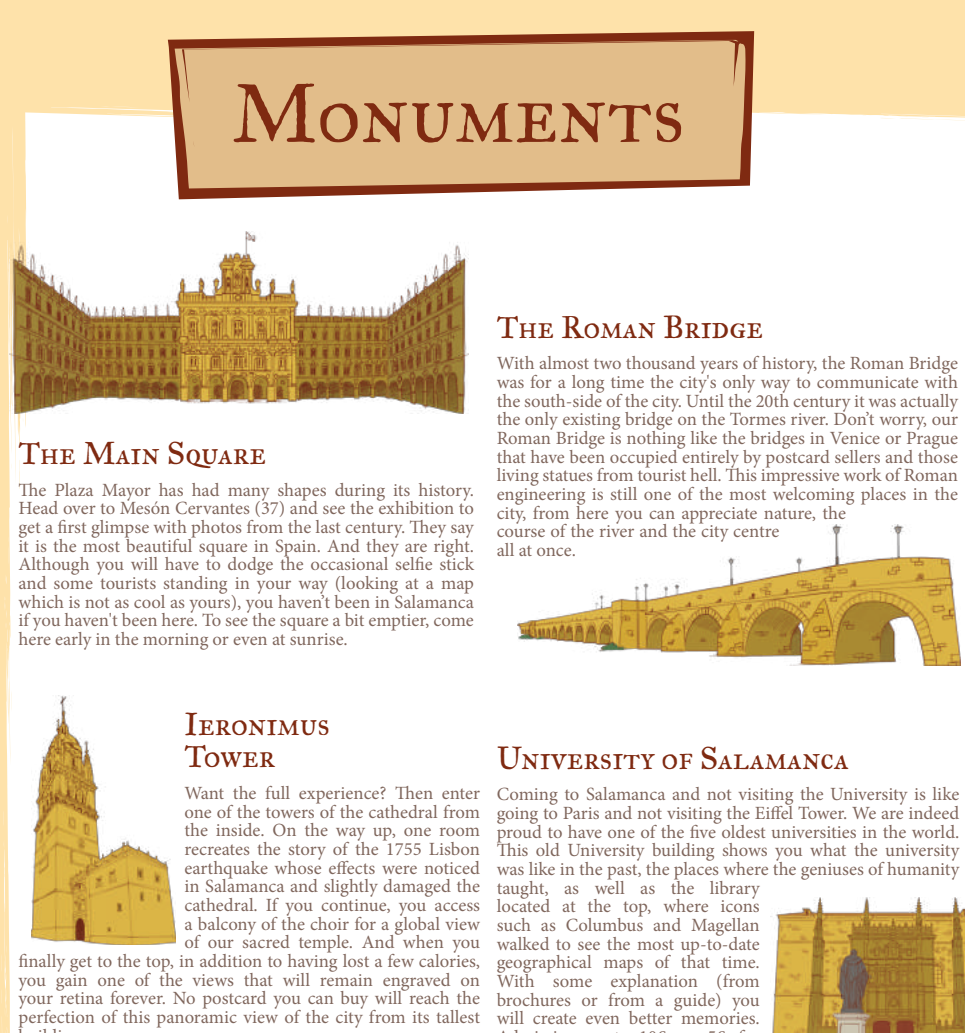 Monuments
The Main Square
The Plaza Mayor has had many shapes during its history.
Head over to Mesón Cervantes (37) and see the exhibition to
get a first glimpse with photos from the last century. They say
it is the most beautiful square in Spain. And they are right.
Although you will have to dodge the occasional selfie stick
and some tourists standing in your way (looking at a map
which is not as cool as yours), you haven't been in Salamanca
if you haven't been here. To see the square a bit emptier, come
here early in the morning or even at sunrise.
Ieronimus
Tower
Want the full experience? Then enter
one of the towers of the cathedral from
the inside. On the way up, one room
recreates the story of the 1755 Lisbon
earthquake whose effects were noticed
in Salamanca and slightly damaged the
cathedral. If you continue, you access
a balcony of the choir for a global view
of our sacred temple. And when you
finally get to the top, in addition to having lost a few calories,
you gain one of the views that will remain engraved on
your retina forever. No postcard you can buy will reach the
perfection of this panoramic view of the city from its tallest
The Roman Bridge
With almost two thousand years of history, the Roman Bridge
was for a long time the city's only way to communicate with
the south-side of the city. Until the 20th century it was actually
the only existing bridge on the Tormes river. Don't worry, our
Roman Bridge is nothing like the bridges in Venice or Prague
that have been occupied entirely by postcard sellers and those
living statues from tourist hell. This impressive work of Roman
engineering is still one of the most welcoming places in the
city, from here you can appreciate nature, the
course of the river and the city centre
all at once.
University of Salamanca
Coming to Salamanca and not visiting the University is like
going to Paris and not visiting the Eiffel Tower. We are indeed
proud to have one of the five oldest universities in the world.
This old University building shows you what the university
was like in the past, the places where the geniuses of humanity
taught, as well as the library
located at the top, where icons
such as Columbus and Magellan
walked to see the most up-to-date
geographical maps of that time.
With some explanation (from
brochures or from a guide) you
will create even better memories.